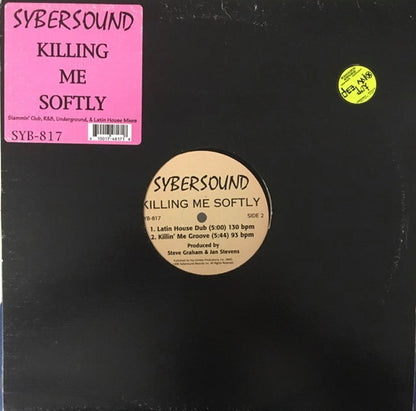 SYBERSOUND
KILLING
ME
SOFTLY
Slammin' Club, R&B, Underground, & Latin House Mixes
SYB-817
SYBERSOUND
KILLING ME SOFTLY
SYB-817
SIDE 2
1. Latin House Dub (5:00) 130 bpm
2. Killin' Me Groove (5:44) 93 bpm
Produced by
Steve Graham & Jan Stevens